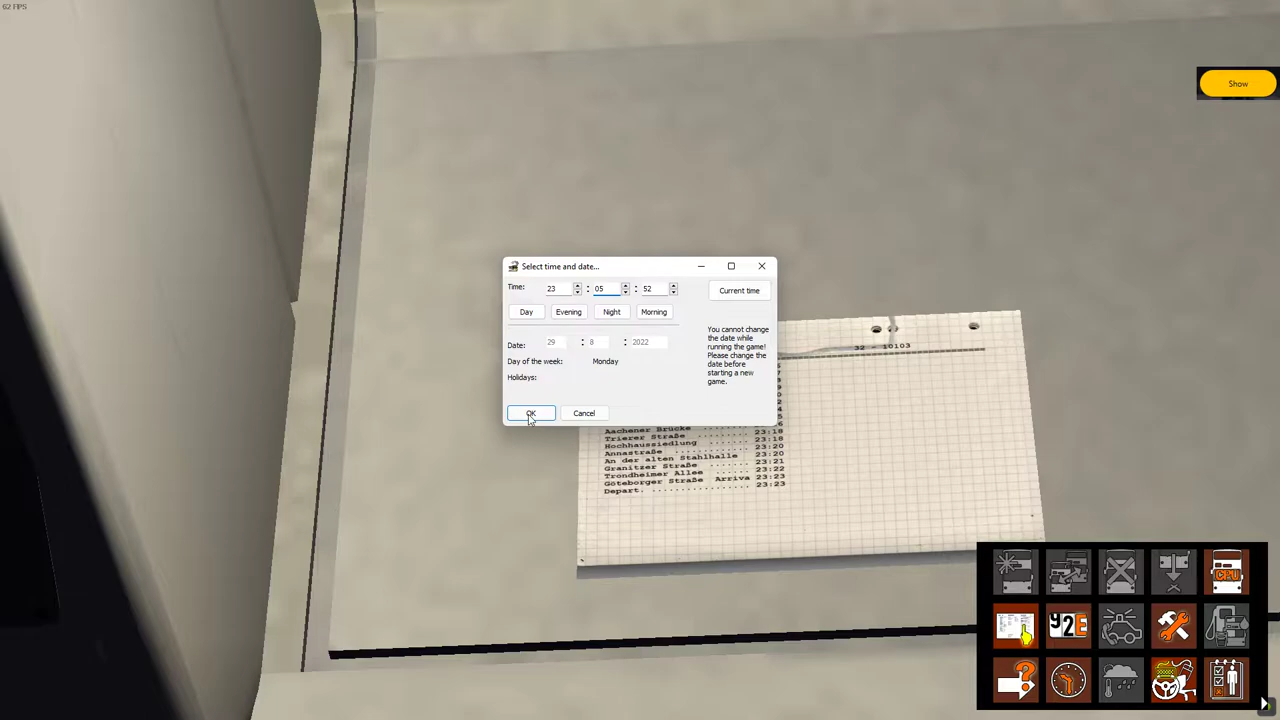 62 FPS
Show
Select time and date...
Time: 23 : 05 : 52
Current time
Day Evening Night Morning
Date: 29 : 8 : 2022
Day of the week: Monday
Holidays:
You cannot change
the date while
running the game!
Please change the
date before
starting a new
game.
OK Cancel
32 - 10103
Aachener Brücke 23:18
Trierer Straße 23:18
Hochhaussiedlung 23:20
Annastraße 23:20
An der alten Stahlhalle 23:21
Granitzer Straße 23:22
Trondheimer Allee 23:23
Göteborger Straße Arriva 23:23
Depart.
CPU
92E